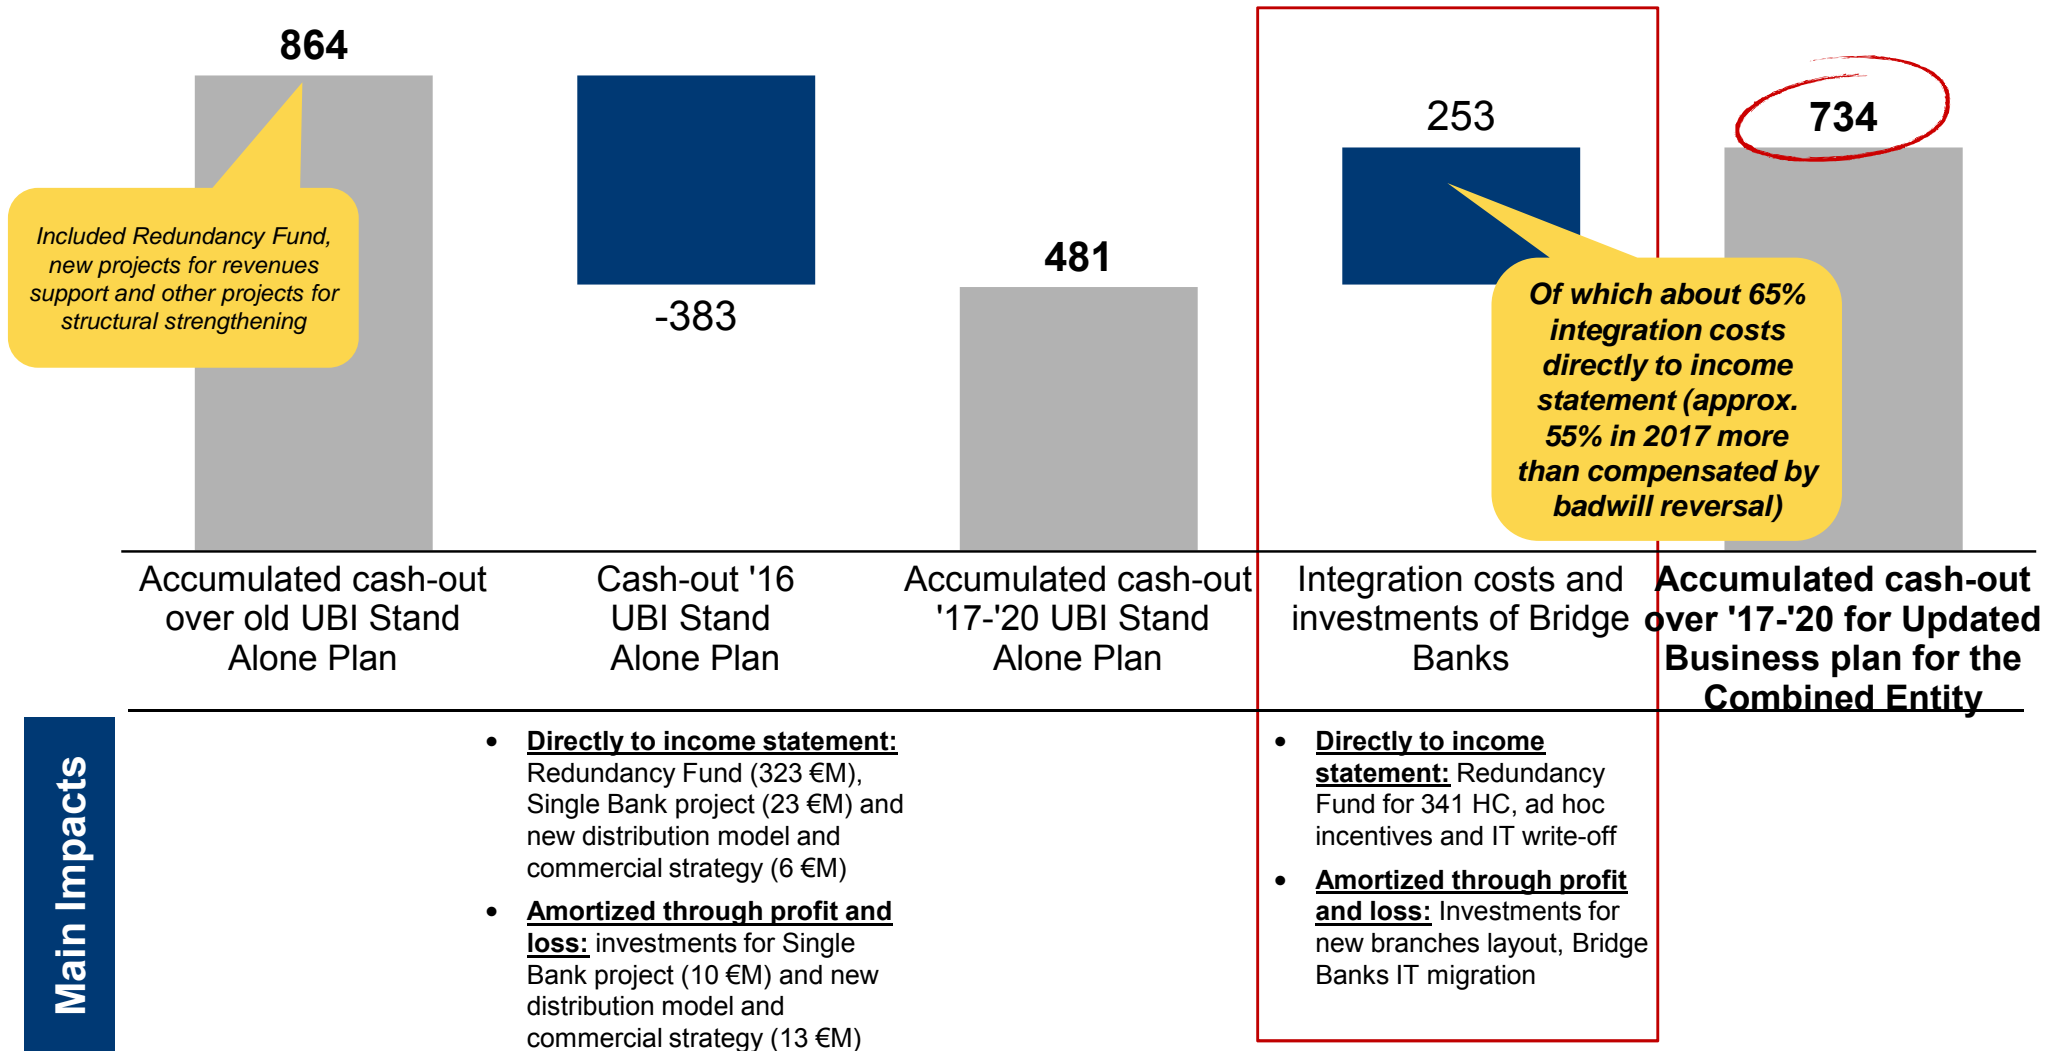 864
Included Redundancy Fund,
new projects for revenues
support and other projects for
structural strengthening
-383
481
253
Of which about 65%
integration costs
directly to income
statement (approx.
55% in 2017 more
than compensated by
badwill reversal)
734
Accumulated cash-out
over old UBI Stand
Alone Plan
Cash-out '16
UBI Stand
Alone Plan
Accumulated cash-out
'17-'20 UBI Stand
Alone Plan
Integration costs and
investments of Bridge
Banks
Accumulated cash-out
over '17-'20 for Updated
Business plan for the
Combined Entity
Main Impacts
• Directly to income statement:
Redundancy Fund (323 €M),
Single Bank project (23 €M) and
new distribution model and
commercial strategy (6 €M)
• Amortized through profit and
loss: investments for Single
Bank project (10 €M) and new
distribution model and
commercial strategy (13 €M)
• Directly to income
statement: Redundancy
Fund for 341 HC, ad hoc
incentives and IT write-off
• Amortized through profit
and loss: Investments for
new branches layout, Bridge
Banks IT migration